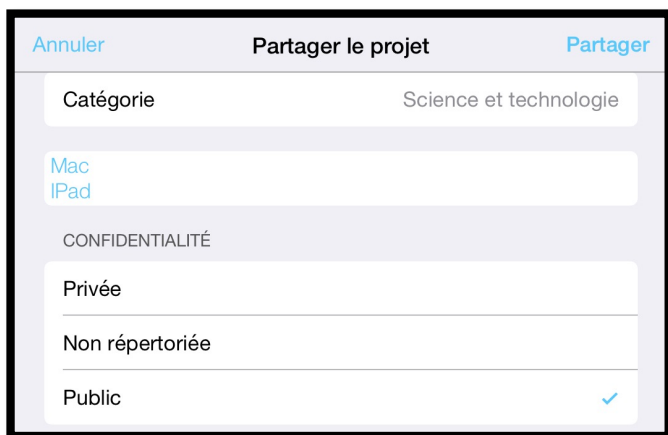 Annuler Partager le projet Partager
Catégorie Science et technologie
Mac
IPad
CONFIDENTIALITÉ
Privée
Non répertoriée
Public